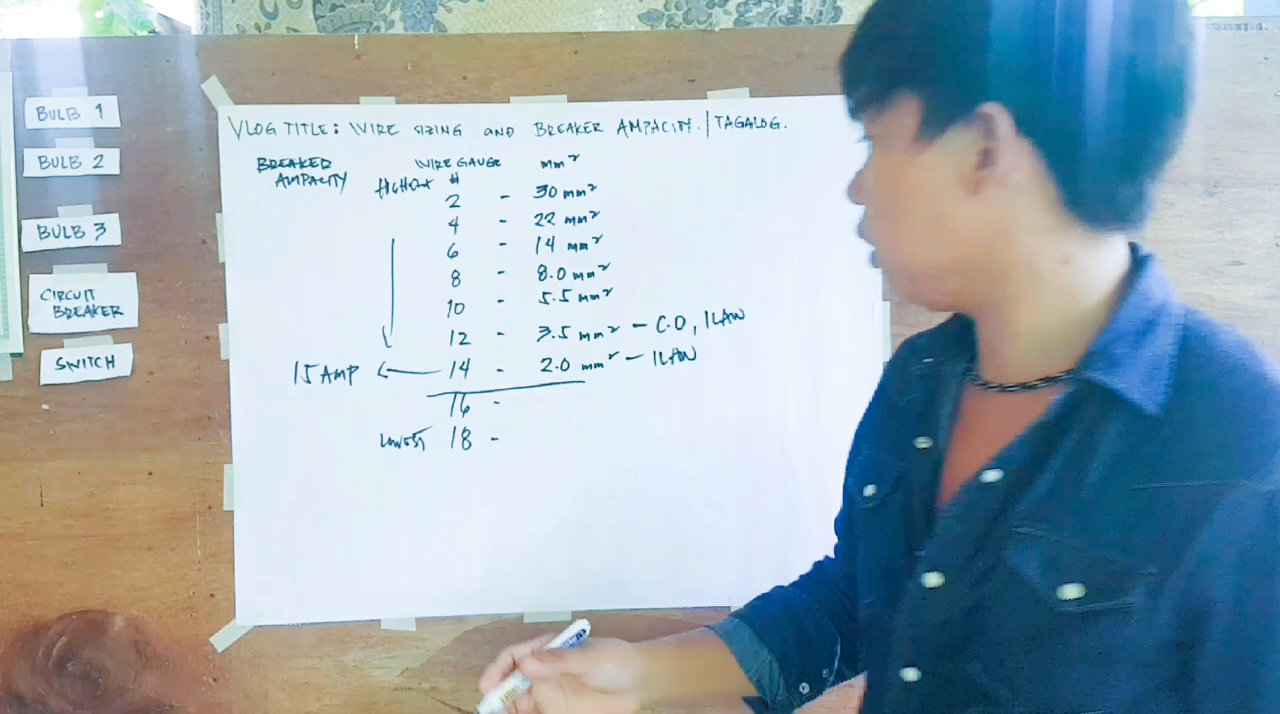 BULB 1
BULB 2
BULB 3
CIRCUIT
BREAKER
SWITCH
VLOG TITLE: WIRE SIZING AND BREAKER AMPACITY. / TAGALOG.
BREAKER
AMPACITY
WIRE GAUGE mm²
HIGHEST #
2 - 30 mm²
4 - 22 mm²
6 - 14 mm²
8 - 8.0 mm²
10 - 5.5 mm²
12 - 3.5 mm² - C.O, ILAW
15 AMP ← 14 - 2.0 mm² - ILAW
16 -
LOWEST 18 -